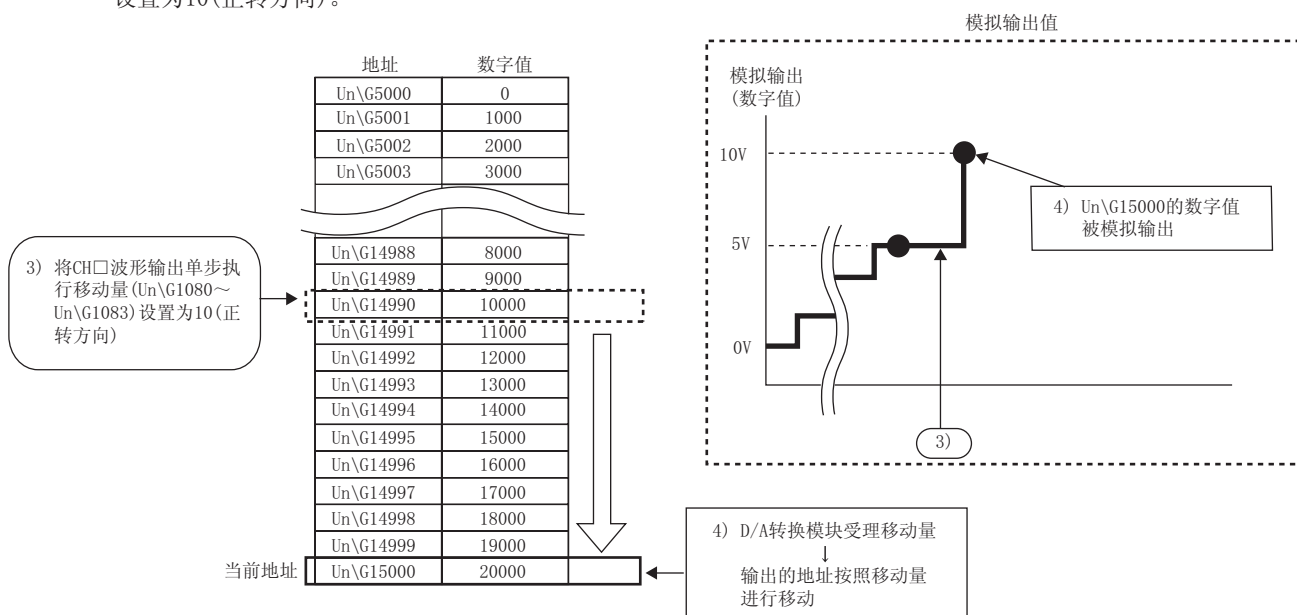 设置为10(正转方向)。
模拟输出值
地址 数字值
Un\G5000 0
Un\G5001 1000
Un\G5002 2000
Un\G5003 3000
Un\G14988 8000
Un\G14989 9000
Un\G14990 10000
Un\G14991 11000
Un\G14992 12000
Un\G14993 13000
Un\G14994 14000
Un\G14995 15000
Un\G14996 16000
Un\G14997 17000
Un\G14998 18000
Un\G14999 19000
当前地址 Un\G15000 20000
3) 将CH□波形输出单步执
行移动量(Un\G1080～
Un\G1083)设置为10(正
转方向)
模拟输出
(数字值)
10V
5V
0V
4) Un\G15000的数字值
被模拟输出
3)
4) D/A转换模块受理移动量
↓
输出的地址按照移动量
进行移动